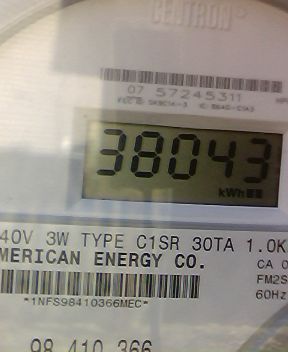 CENTRON®
07 57245311
38043
kWh
40V 3W TYPE C1SR 30TA 1.0K
MERICAN ENERGY CO.
CA 0
FM2S
*1NFS98410366MEC*
60Hz
98 410 366